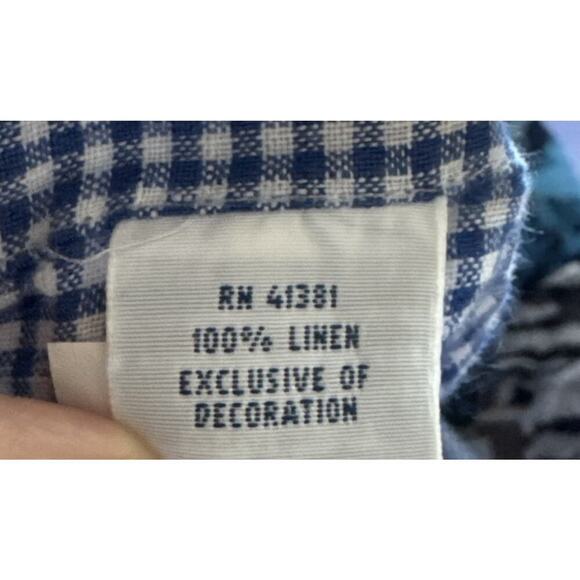 RN 41381
100% LINEN
EXCLUSIVE OF
DECORATION